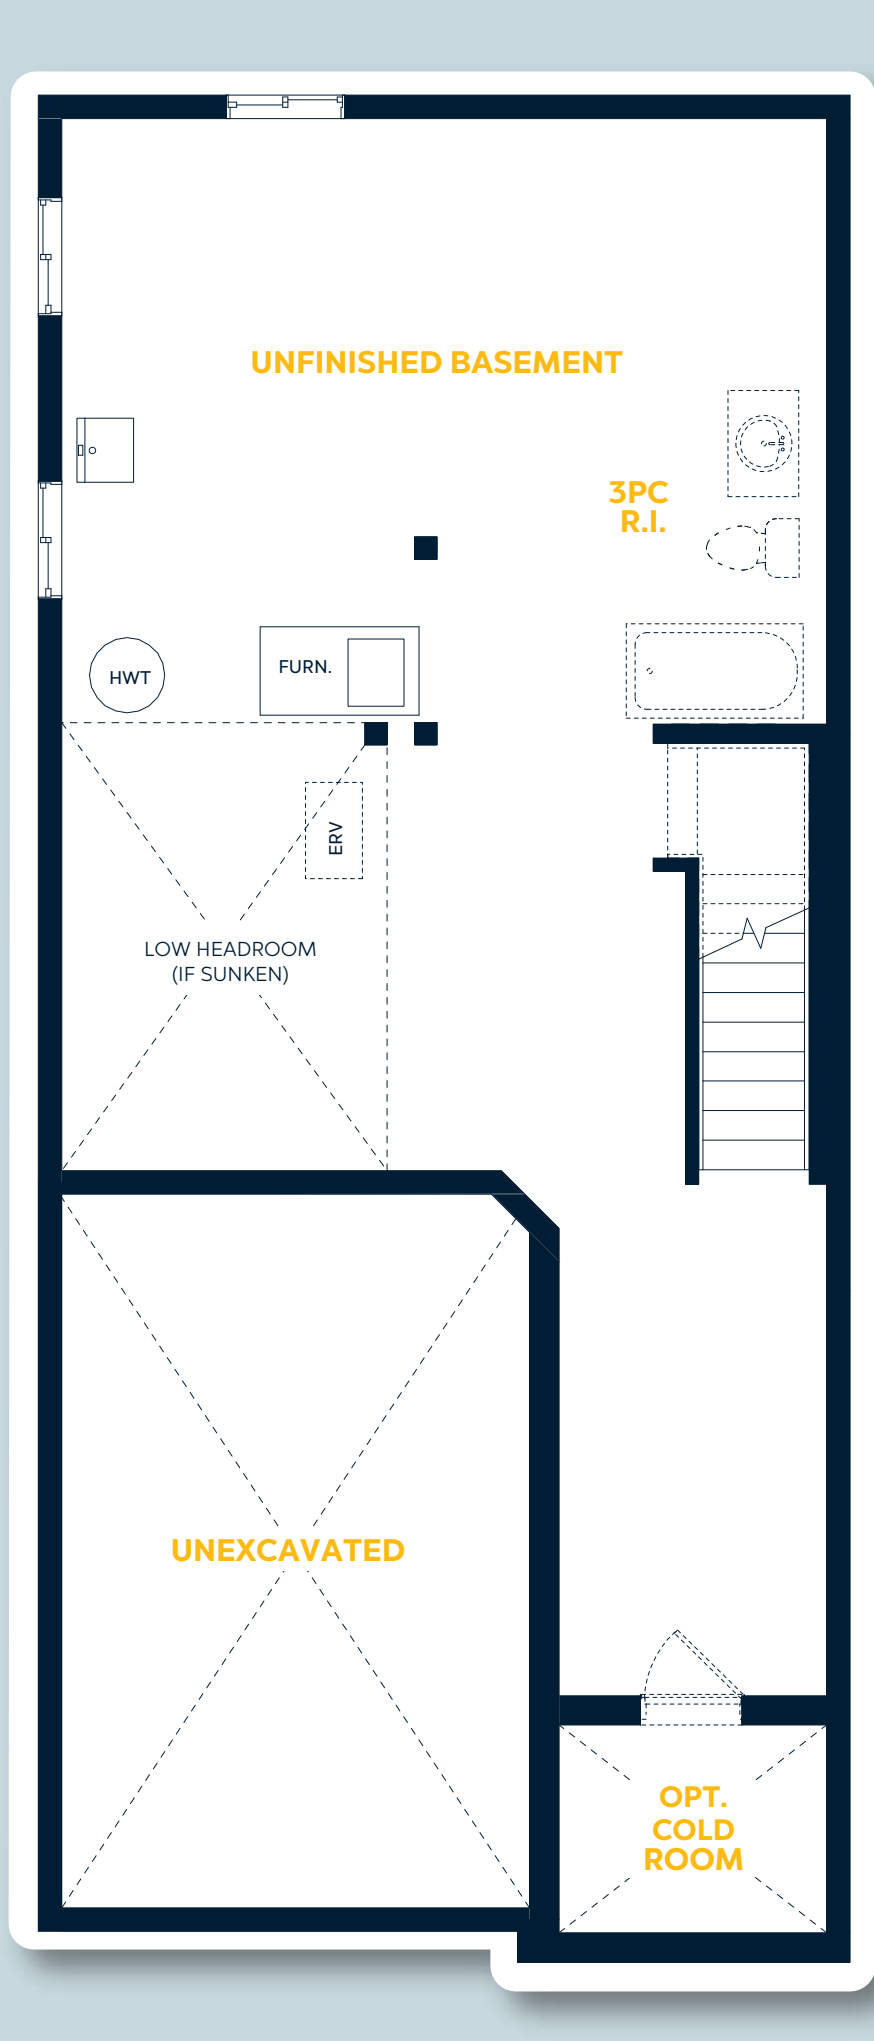 UNFINISHED BASEMENT
3PC
R.I.
FURN.
HWT
ERV
LOW HEADROOM
(IF SUNKEN)
UNEXCAVATED
OPT.
COLD
ROOM